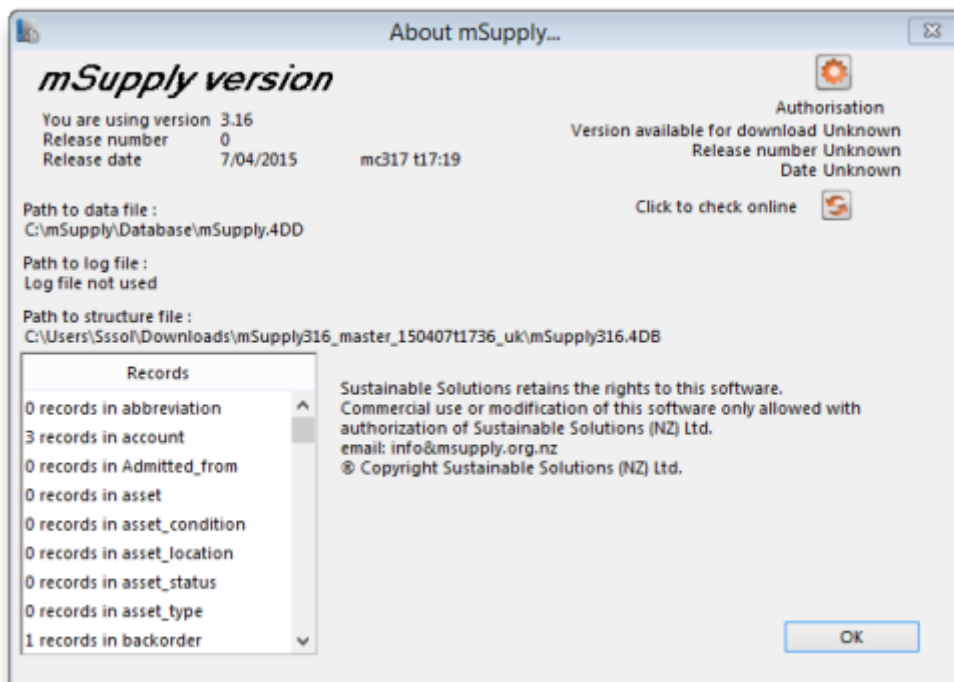 About mSupply...
mSupply version
You are using version 3.16
Release number 0
Release date 7/04/2015 mc317 t17:19
Authorisation
Version available for download Unknown
Release number Unknown
Date Unknown
Click to check online
Path to data file :
C:\mSupply\Database\mSupply.4DD
Path to log file :
Log file not used
Path to structure file :
C:\Users\Sssol\Downloads\mSupply316_master_150407t1736_uk\mSupply316.4DB
Records
0 records in abbreviation
3 records in account
0 records in Admitted_from
0 records in asset
0 records in asset_condition
0 records in asset_location
0 records in asset_status
0 records in asset_type
1 records in backorder
Sustainable Solutions retains the rights to this software.
Commercial use or modification of this software only allowed with
authorization of Sustainable Solutions (NZ) Ltd.
email: info&msupply.org.nz
® Copyright Sustainable Solutions (NZ) Ltd.
OK